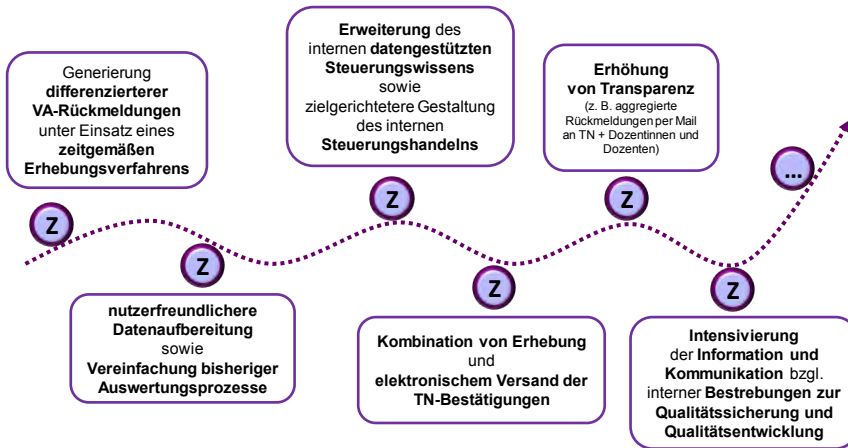 Generierung
differenzierterer
VA-Rückmeldungen
unter Einsatz eines
zeitgemäßen
Erhebungsverfahrens
Z
Z
nutzerfreundlichere
Datenaufbereitung
sowie
Vereinfachung bisheriger
Auswertungsprozesse
Erweiterung des
internen datengestützten
Steuerungswissens
sowie
zielgerichtetere Gestaltung
des internen
Steuerungshandelns
Z
Z
Kombination von Erhebung
und
elektronischem Versand der
TN-Bestätigungen
Erhöhung
von Transparenz
(z. B. aggregierte
Rückmeldungen per Mail
an TN + Dozentinnen und
Dozenten)
Z
Z
Intensivierung
der Information und
Kommunikation bzgl.
interner Bestrebungen zur
Qualitätssicherung und
Qualitätsentwicklung
...